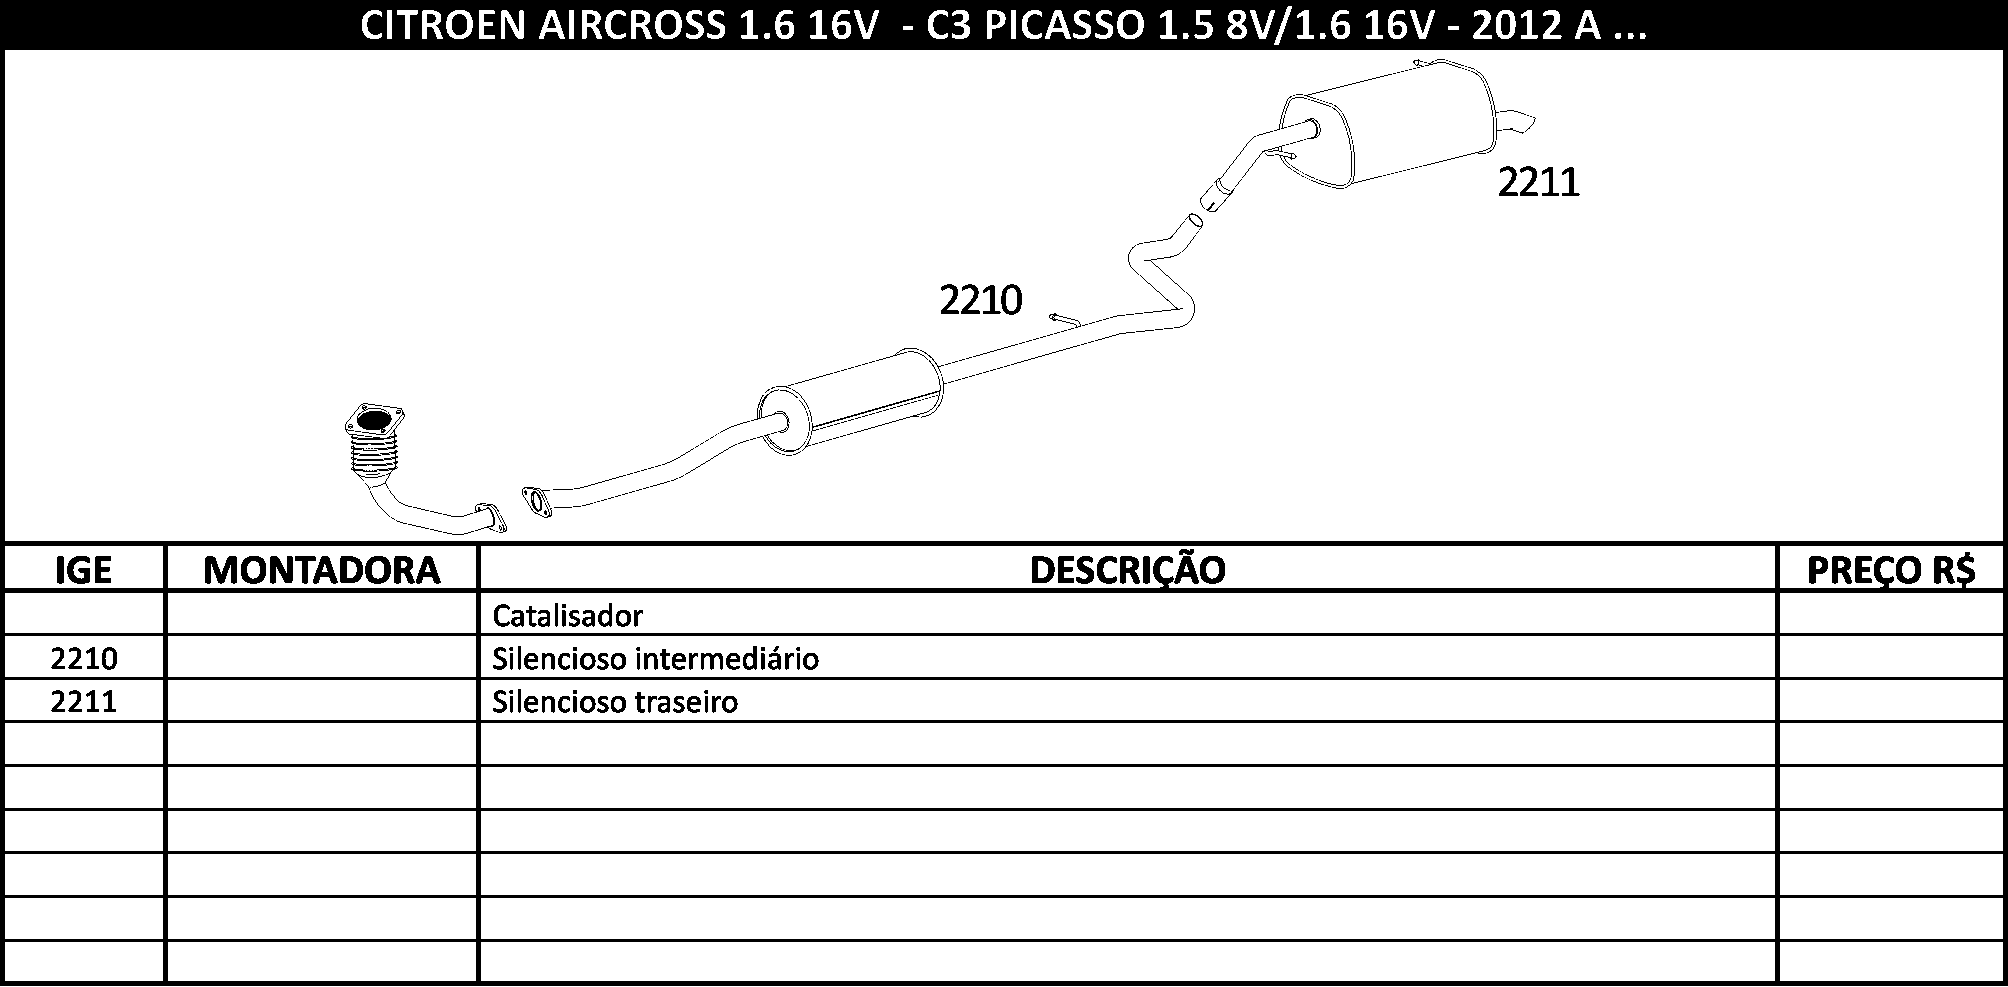 CITROEN AIRCROSS 1.6 16V - C3 PICASSO 1.5 8V/1.6 16V - 2012 A ...
2211
2210
IGE MONTADORA DESCRIÇÃO PREÇO R$
Catalisador
2210 Silencioso intermediário
2211 Silencioso traseiro